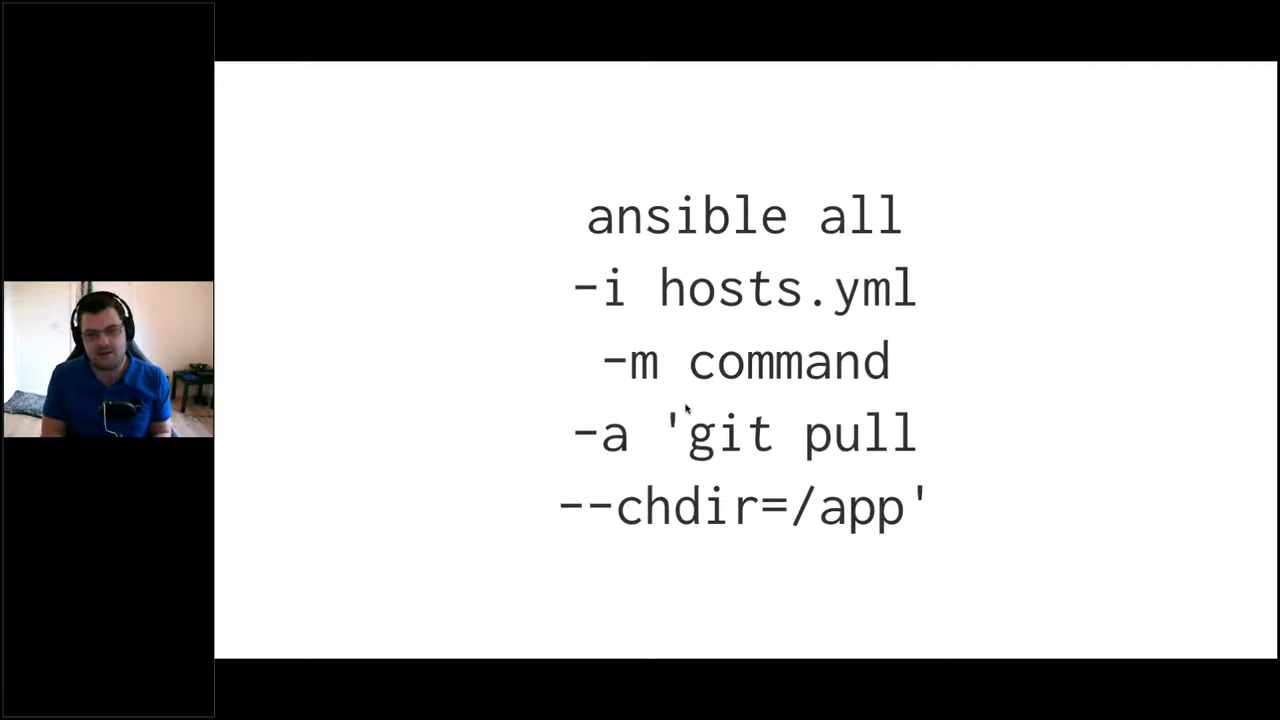 ansible all
-i hosts.yml
-m command
-a 'git pull
--chdir=/app'